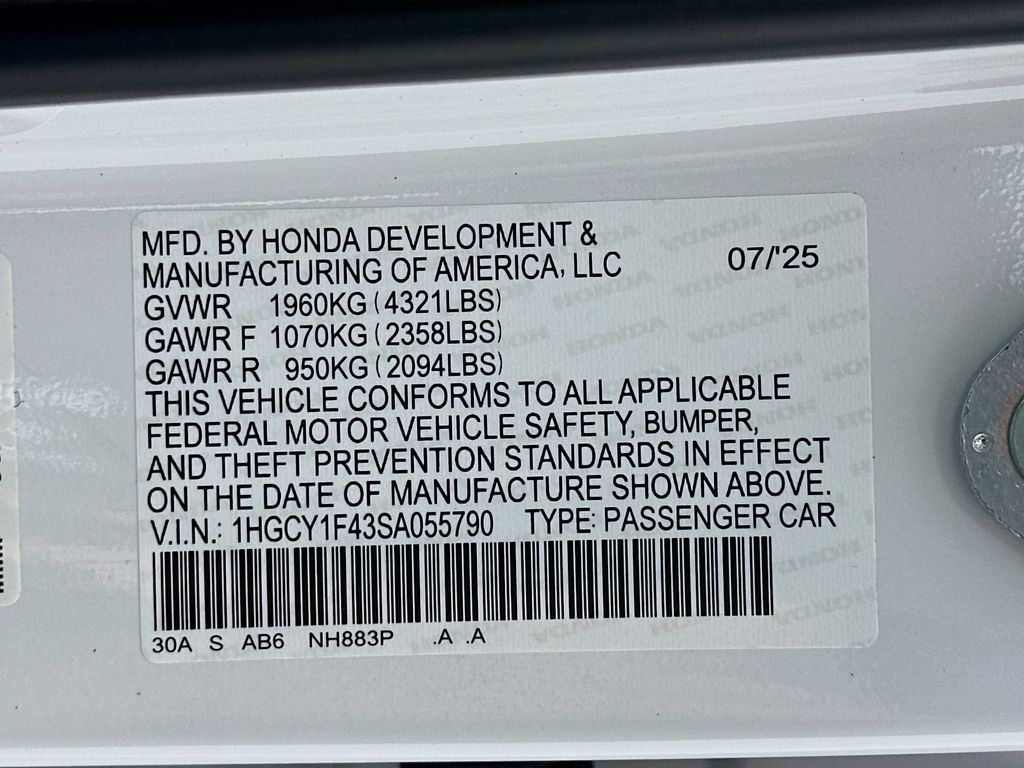 MFD. BY HONDA DEVELOPMENT &
MANUFACTURING OF AMERICA, LLC 07/'25
GVWR 1960KG (4321LBS)
GAWR F 1070KG (2358LBS)
GAWR R 950KG (2094LBS)
THIS VEHICLE CONFORMS TO ALL APPLICABLE
FEDERAL MOTOR VEHICLE SAFETY, BUMPER,
AND THEFT PREVENTION STANDARDS IN EFFECT
ON THE DATE OF MANUFACTURE SHOWN ABOVE.
V.I.N.: 1HGCY1F43SA055790 TYPE: PASSENGER CAR
30A S AB6 NH883P .A .A